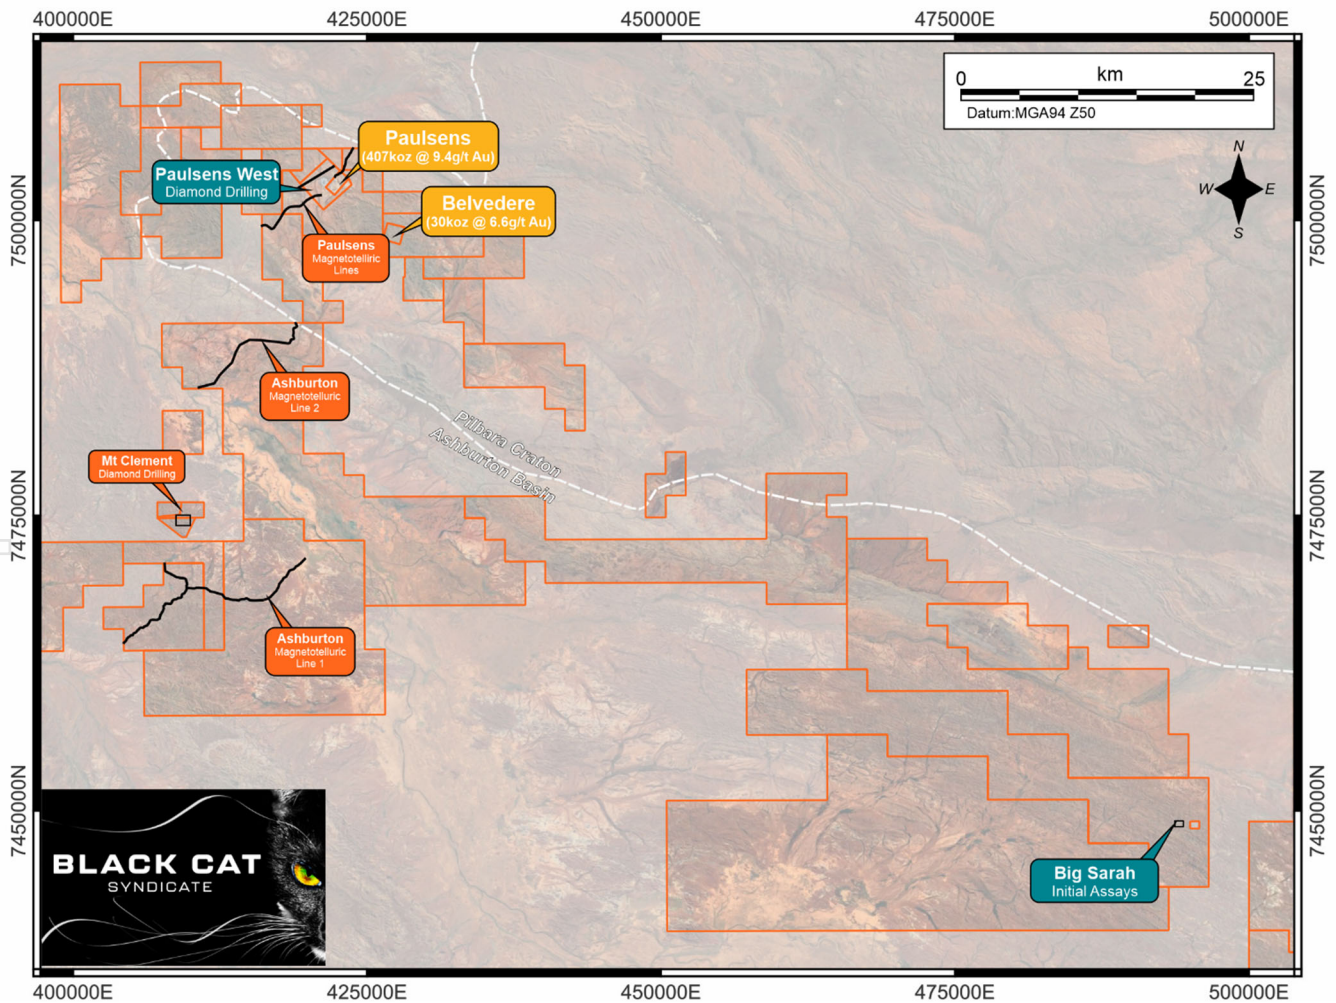 400000E
425000E
450000E
475000E
500000E
0
km
25
Datum:MGA94 Z50
N
W
E
S
7500000N
7500000N
Paulsens
(407koz @ 9.4g/t Au)
Paulsens West
Diamond Drilling
Belvedere
(30koz @ 6.6g/t Au)
Paulsens
Magnetotelliric
Lines
Ashburton
Magnetotelluric
Line 2
Pilbara Craton
Ashburton Basin
Mt Clement
Diamond Drilling
7475000N
7475000N
Ashburton
Magnetotelluric
Line 1
7450000N
7450000N
BLACK CAT
SYNDICATE
Big Sarah
Initial Assays
400000E
425000E
450000E
475000E
500000E